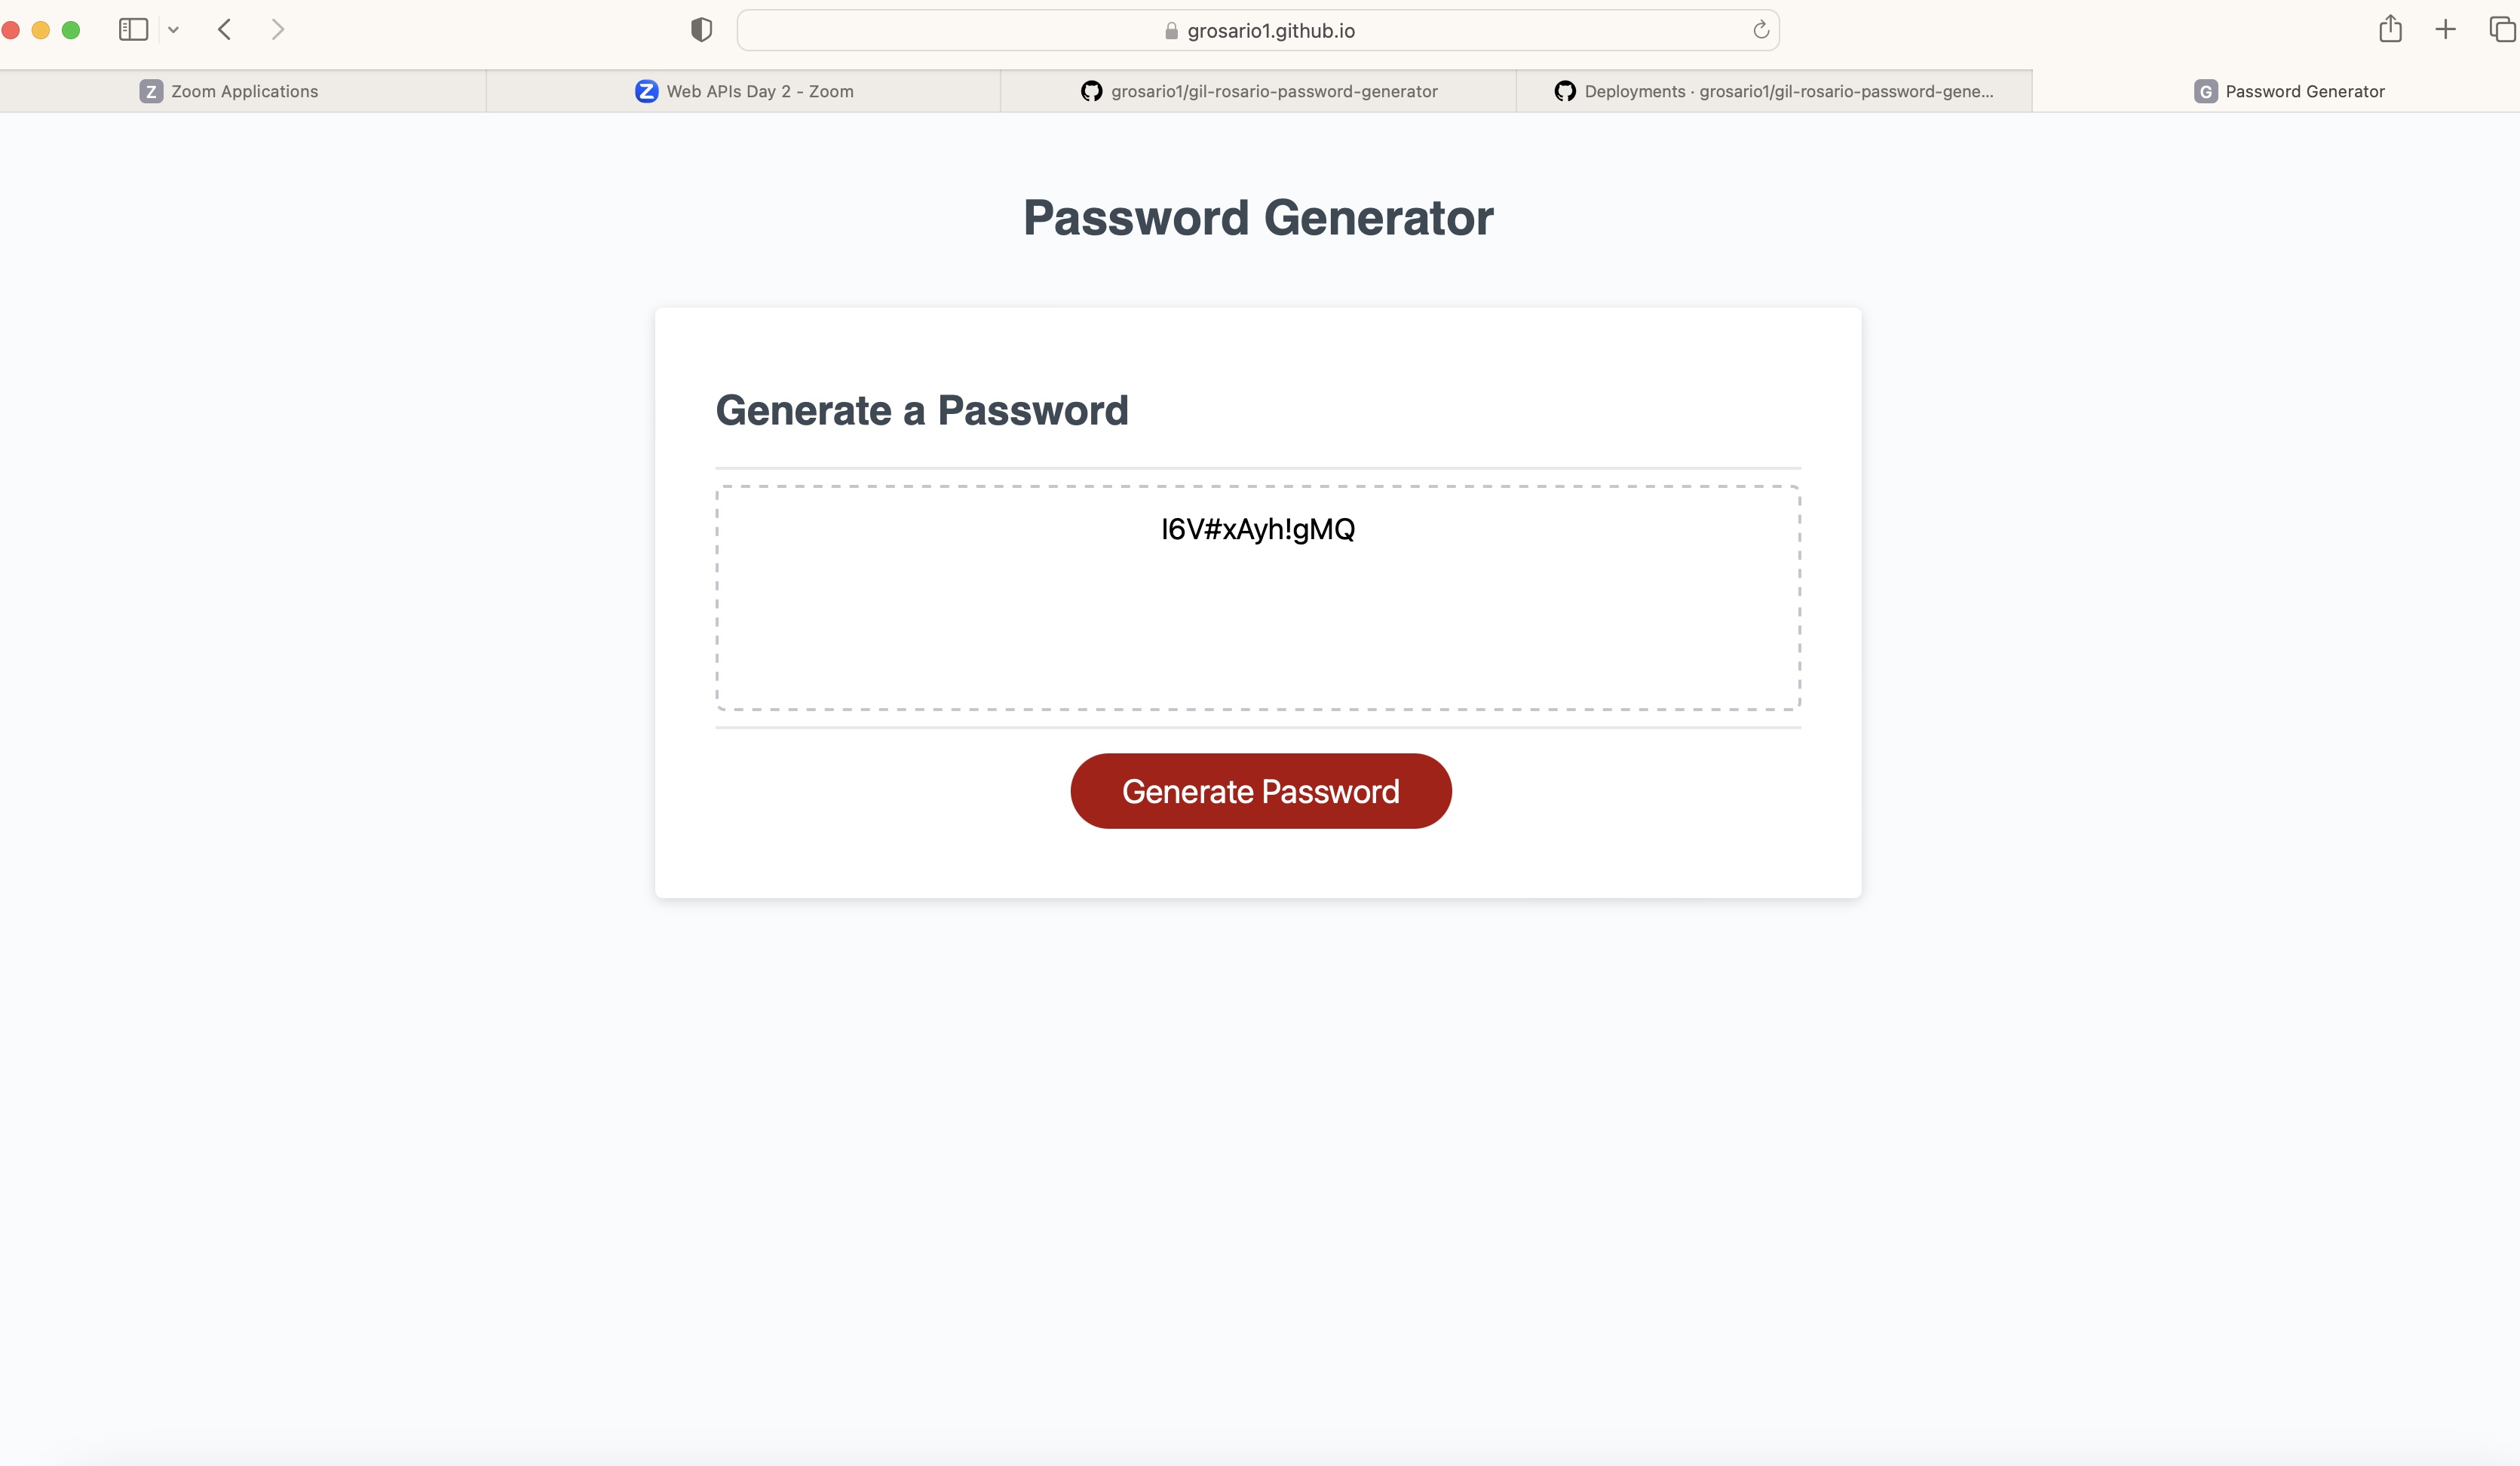 grosario1.github.io
Z Zoom Applications
Web APIs Day 2 - Zoom
grosario1/gil-rosario-password-generator
Deployments · grosario1/gil-rosario-password-gene...
G Password Generator
Password Generator
Generate a Password
I6V#xAyh!gMQ
Generate Password